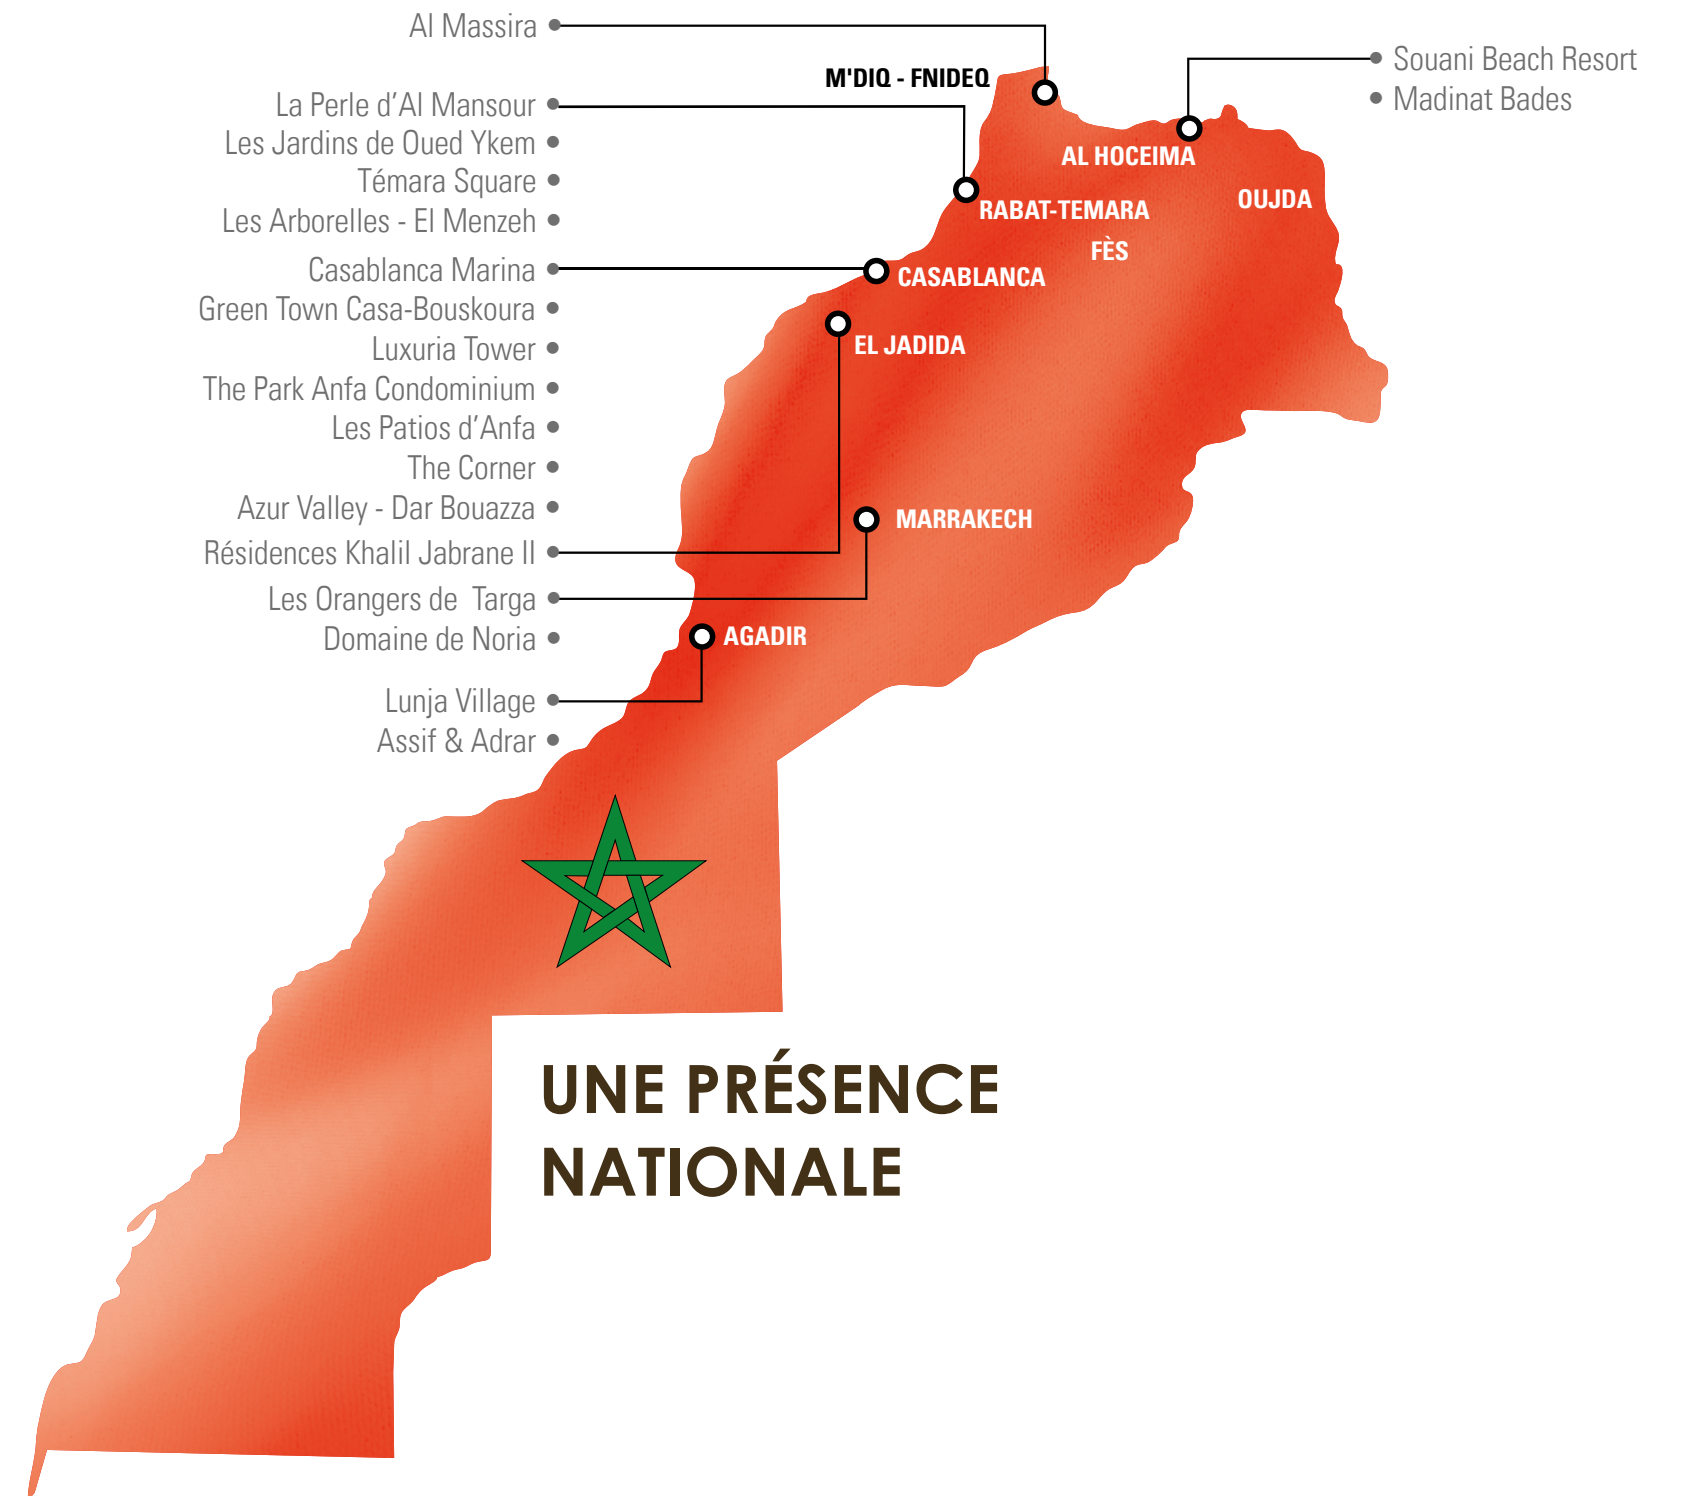 Al Massira
Souani Beach Resort
Madinat Bades
M'DIQ - FNIDEQ
La Perle d'Al Mansour
Les Jardins de Oued Ykem
Témara Square
Les Arborelles - El Menzeh
AL HOCEIMA
OUJDA
RABAT-TEMARA
FÈS
Casablanca Marina
CASABLANCA
Green Town Casa-Bouskoura
Luxuria Tower
EL JADIDA
The Park Anfa Condominium
Les Patios d'Anfa
The Corner
Azur Valley - Dar Bouazza
MARRAKECH
Résidences Khalil Jabrane II
Les Orangers de Targa
Domaine de Noria
AGADIR
Lunja Village
Assif & Adrar
UNE PRÉSENCE
NATIONALE